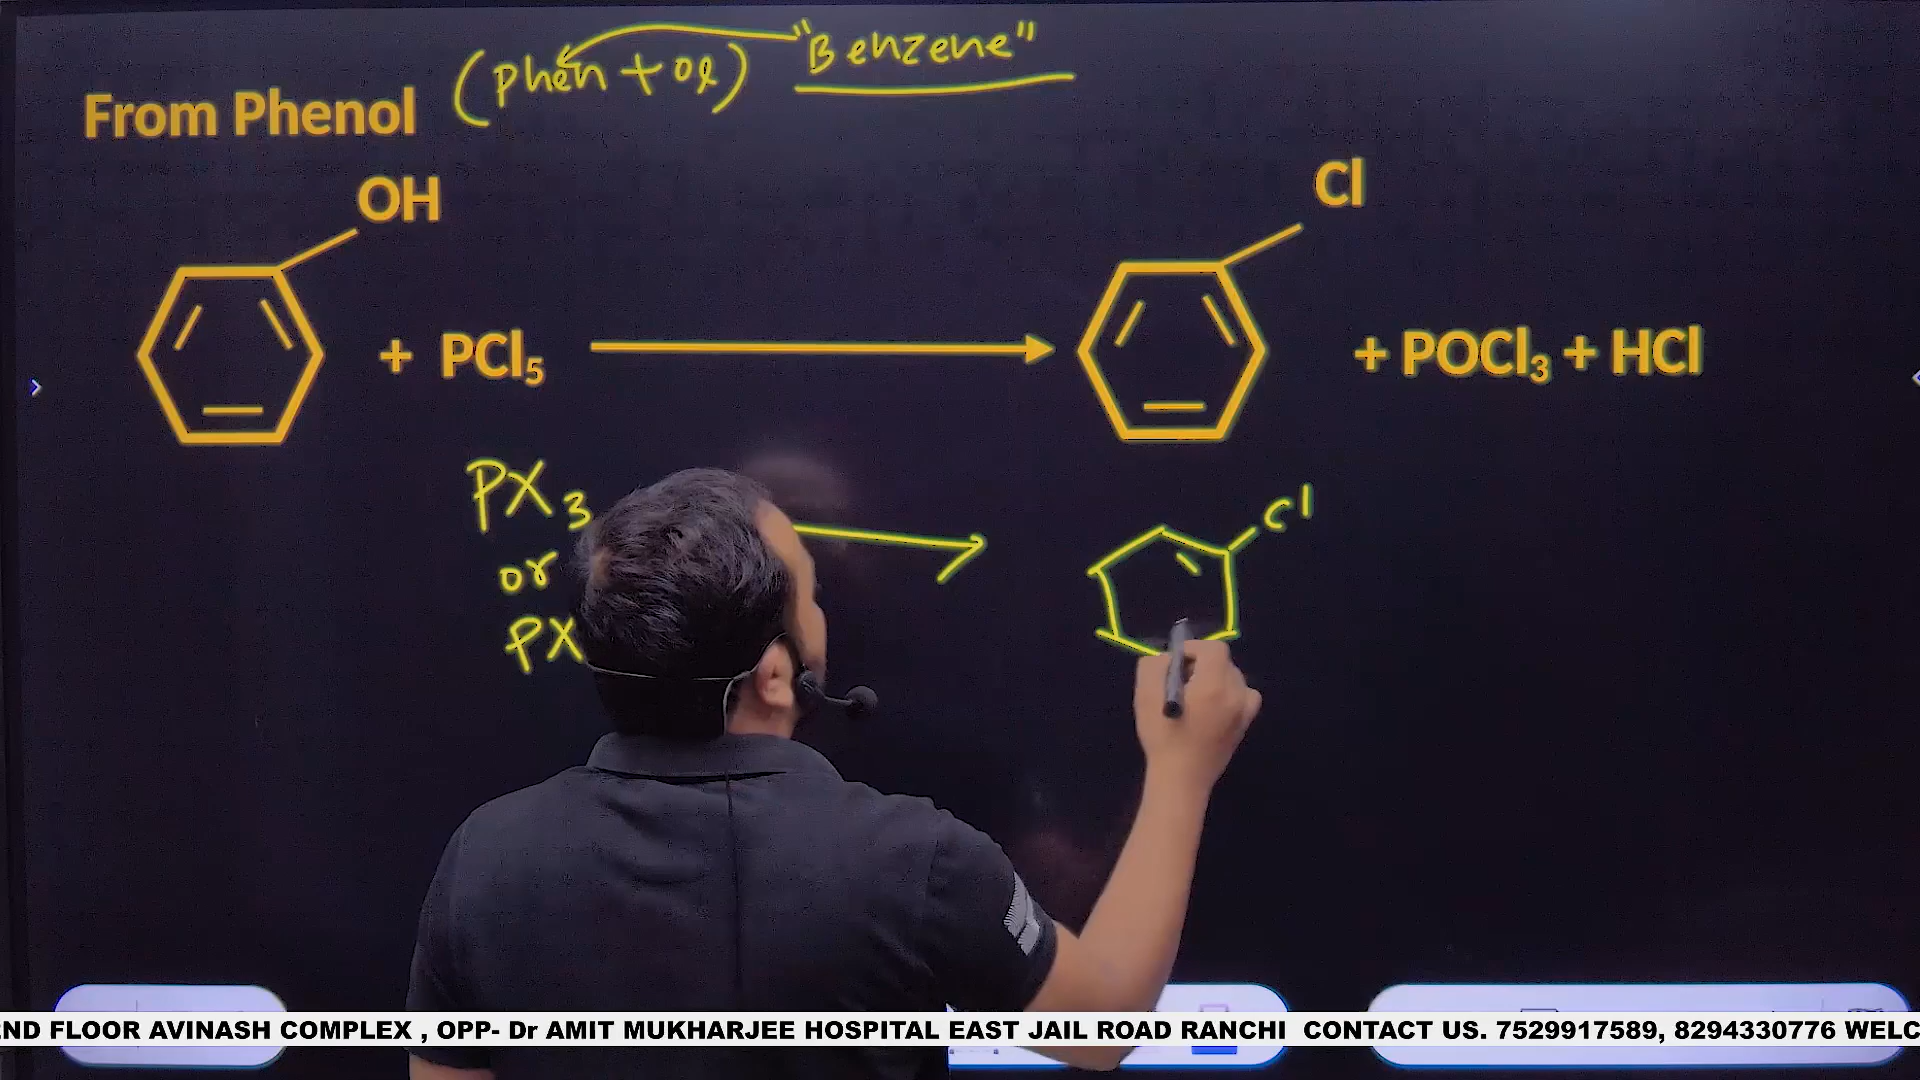 (Phen + Ol) "Benzene"
From Phenol
OH
Cl
+ PCl₅
+ POCl₃ + HCl
PX₃
or
PX
Cl
2ND FLOOR AVINASH COMPLEX , OPP- Dr AMIT MUKHARJEE HOSPITAL EAST JAIL ROAD RANCHI CONTACT US. 7529917589, 8294330776 WELC